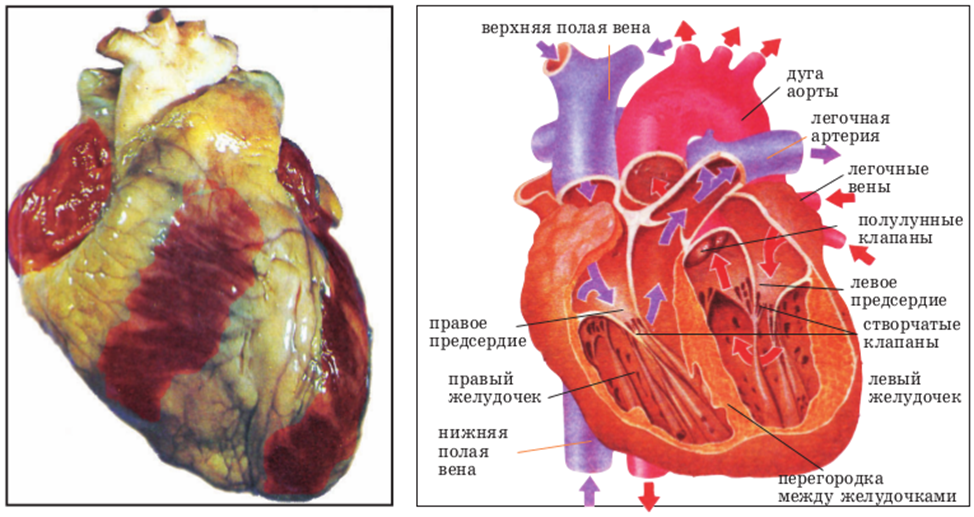 верхняя полая вена
дуга
аорты
легочная
артерия
легочные
вены
полулунные
клапаны
левое
предсердие
створчатые
клапаны
левый
желудочек
правое
предсердие
правый
желудочек
нижняя
полая
вена
перегородка
между желудочками